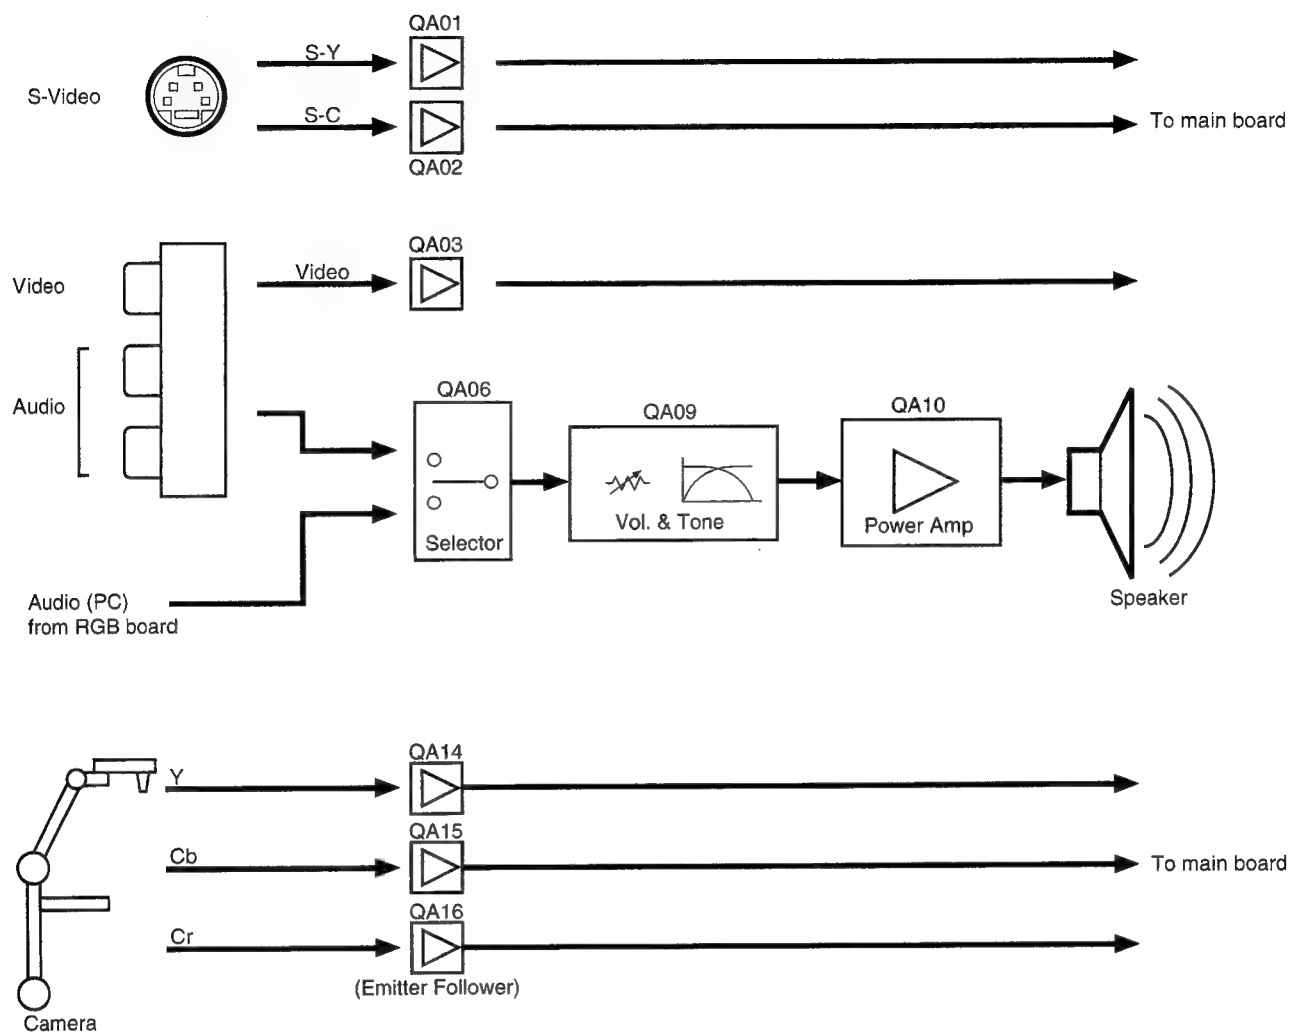 QA01
S-Y
S-Video
S-C
To main board
QA02
QA03
Video
Video
QA06
Audio
QA09
QA10
Vol. & Tone
Power Amp
Selector
Speaker
Audio (PC)
from RGB board
QA14
Y
QA15
Cb
To main board
QA16
Cr
(Emitter Follower)
Camera